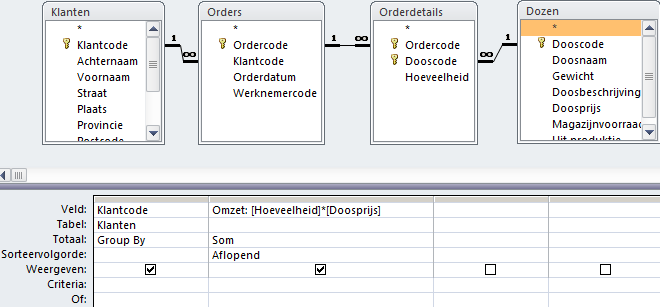 Klanten
*
Klantcode
Achternaam
Voornaam
Straat
Plaats
Provincie
Postcode
1
∞
Orders
*
Ordercode
Klantcode
Orderdatum
Werknemercode
1
∞
Orderdetails
*
Ordercode
Dooscode
Hoeveelheid
1
∞
Dozen
*
Dooscode
Doosnaam
Gewicht
Doosbeschrijving
Doosprijs
Magazijnvoorraad
Uit produktie
Veld: Klantcode Omzet: [Hoeveelheid]*[Doosprijs]
Tabel: Klanten
Totaal: Group By Som
Sorteervolgorde: Aflopend
Weergeven:
Criteria:
Of: